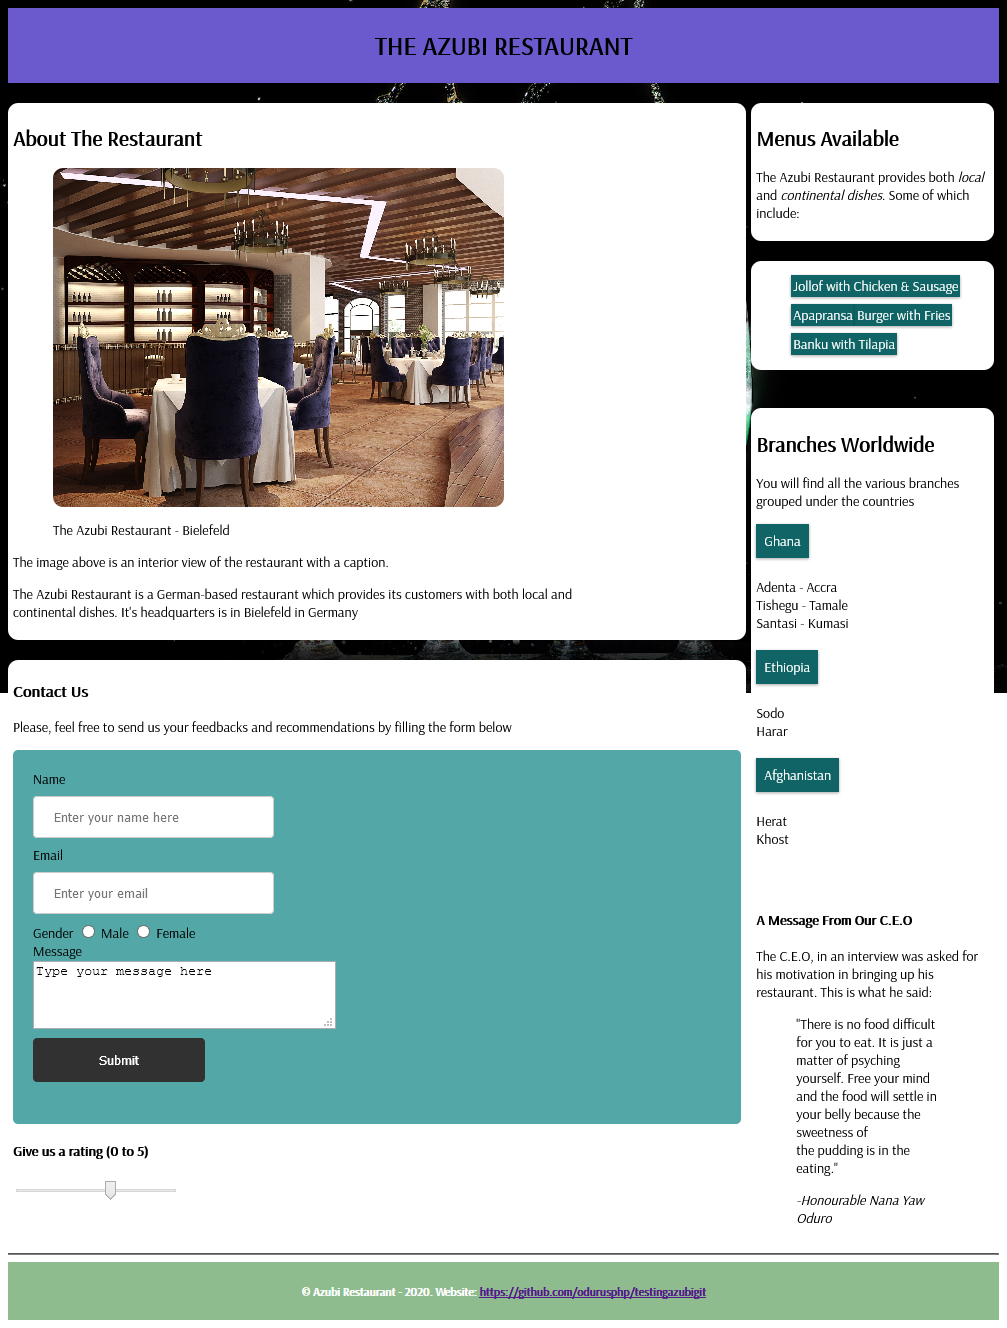 THE AZUBI RESTAURANT
About The Restaurant
The Azubi Restaurant - Bielefeld
The image above is an interior view of the restaurant with a caption.
The Azubi Restaurant is a German-based restaurant which provides its customers with both local and
continental dishes. It's headquarters is in Bielefeld in Germany
Contact Us
Please, feel free to send us your feedbacks and recommendations by filling the form below
Name
Enter your name here
Email
Enter your email
Gender Male Female
Message
Type your message here
Submit
Give us a rating (0 to 5)
Menus Available
The Azubi Restaurant provides both local
and continental dishes. Some of which
include:
Jollof with Chicken & Sausage
Apapransa Burger with Fries
Banku with Tilapia
Branches Worldwide
You will find all the various branches
grouped under the countries
Ghana
Adenta - Accra
Tishegu - Tamale
Santasi - Kumasi
Ethiopia
Sodo
Harar
Afghanistan
Herat
Khost
A Message From Our C.E.O
The C.E.O, in an interview was asked for
his motivation in bringing up his
restaurant. This is what he said:
"There is no food difficult
for you to eat. It is just a
matter of psyching
yourself. Free your mind
and the food will settle in
your belly because the
sweetness of
the pudding is in the
eating."
-Honourable Nana Yaw
Oduro
© Azubi Restaurant - 2020. Website: https://github.com/odurusphp/testingazubigit